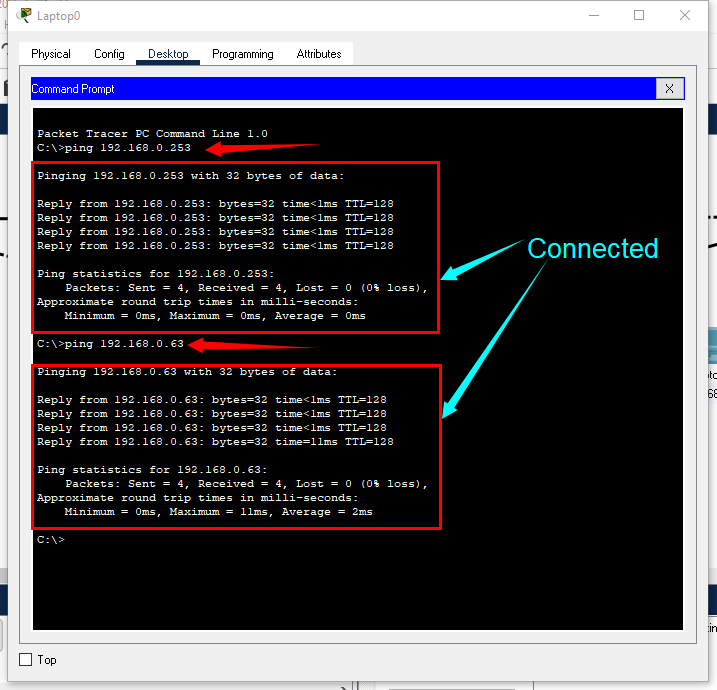 Laptop0
Physical Config Desktop Programming Attributes
Command Prompt X
Packet Tracer PC Command Line 1.0
C:\>ping 192.168.0.253
Pinging 192.168.0.253 with 32 bytes of data:
Reply from 192.168.0.253: bytes=32 time<1ms TTL=128
Reply from 192.168.0.253: bytes=32 time<1ms TTL=128
Reply from 192.168.0.253: bytes=32 time<1ms TTL=128
Reply from 192.168.0.253: bytes=32 time<1ms TTL=128
Connected
Ping statistics for 192.168.0.253:
Packets: Sent = 4, Received = 4, Lost = 0 (0% loss),
Approximate round trip times in milli-seconds:
Minimum = 0ms, Maximum = 0ms, Average = 0ms
C:\>ping 192.168.0.63
Pinging 192.168.0.63 with 32 bytes of data:
Reply from 192.168.0.63: bytes=32 time<1ms TTL=128
Reply from 192.168.0.63: bytes=32 time<1ms TTL=128
Reply from 192.168.0.63: bytes=32 time<1ms TTL=128
Reply from 192.168.0.63: bytes=32 time=11ms TTL=128
Ping statistics for 192.168.0.63:
Packets: Sent = 4, Received = 4, Lost = 0 (0% loss),
Approximate round trip times in milli-seconds:
Minimum = 0ms, Maximum = 11ms, Average = 2ms
C:\>
Top